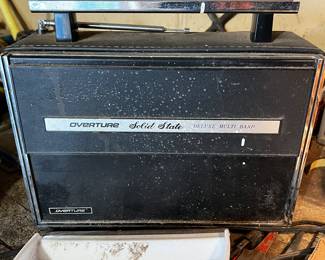 OVERTURE Solid State DELUXE MULTI BAND
OVERTURE